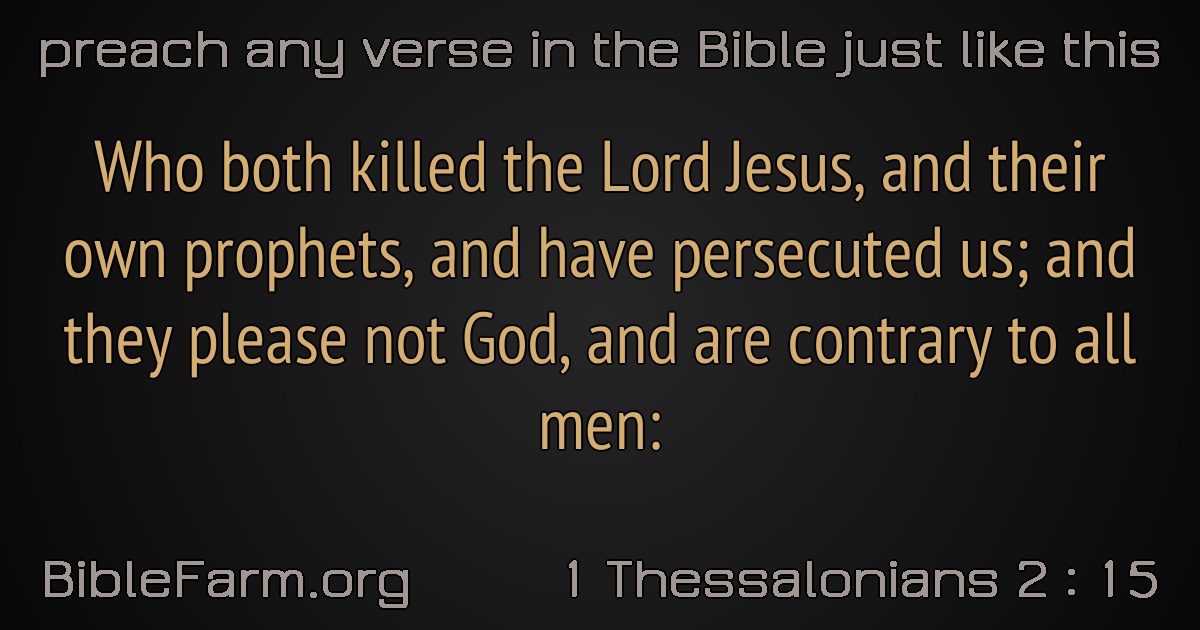 preach any verse in the Bible just like this
Who both killed the Lord Jesus, and their
own prophets, and have persecuted us; and
they please not God, and are contrary to all
men:
BibleFarm.org
1 Thessalonians 2 : 15